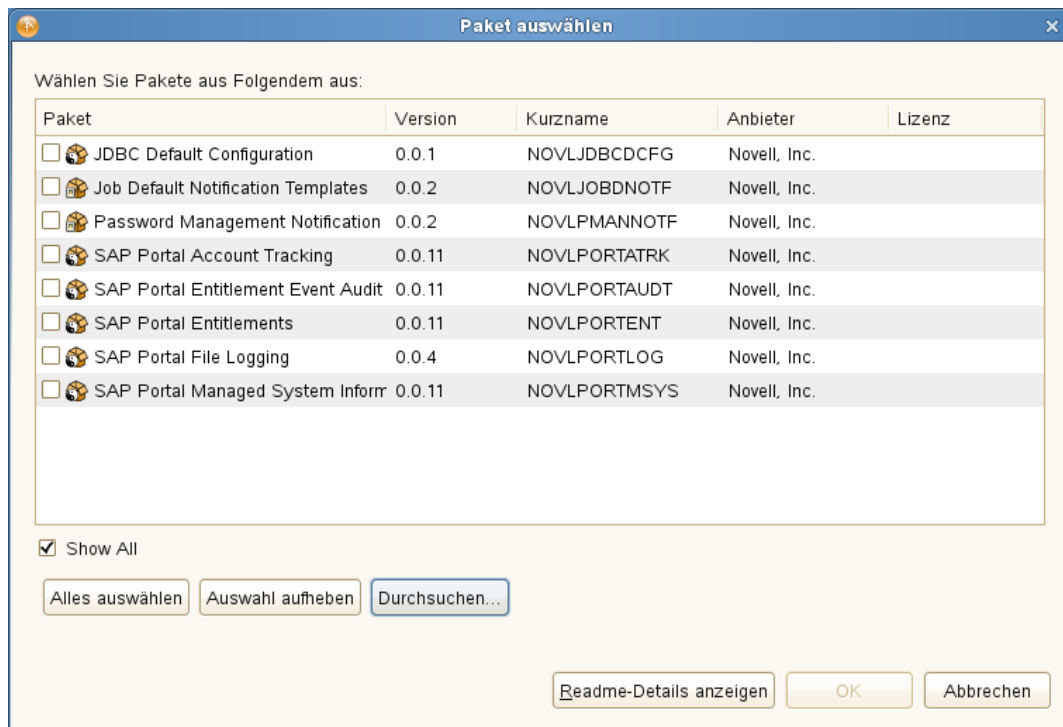 Paket auswählen
Wählen Sie Pakete aus Folgendem aus:
Paket Version Kurzname Anbieter Lizenz
JDBC Default Configuration 0.0.1 NOVLJDBCDCFG Novell, Inc.
Job Default Notification Templates 0.0.2 NOVLJOBDNOTF Novell, Inc.
Password Management Notification 0.0.2 NOVLPMANNOTF Novell, Inc.
SAP Portal Account Tracking 0.0.11 NOVLPORTATRK Novell, Inc.
SAP Portal Entitlement Event Audit 0.0.11 NOVLPORTAUDT Novell, Inc.
SAP Portal Entitlements 0.0.11 NOVLPORTENT Novell, Inc.
SAP Portal File Logging 0.0.4 NOVLPORTLOG Novell, Inc.
SAP Portal Managed System Inform 0.0.11 NOVLPORTMSYS Novell, Inc.
Show All
Alles auswählen Auswahl aufheben Durchsuchen...
Readme-Details anzeigen OK Abbrechen